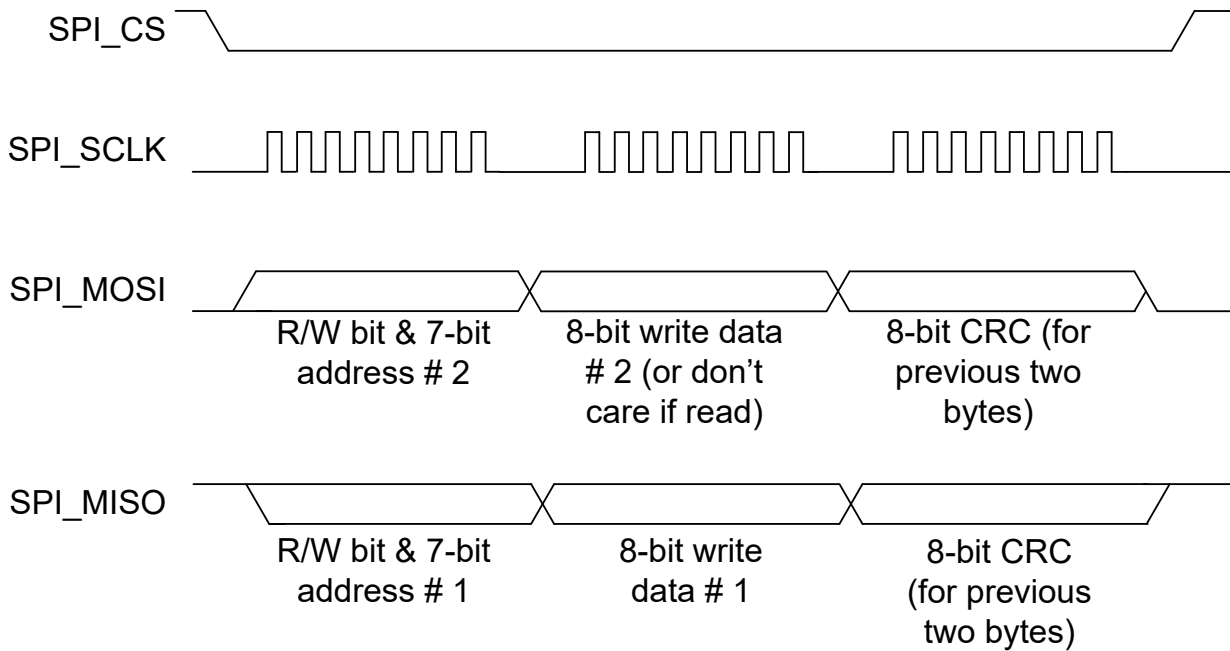 SPI_CS
SPI_SCLK
SPI_MOSI
R/W bit & 7-bit
address # 2
8-bit write data
# 2 (or don’t
care if read)
8-bit CRC (for
previous two
bytes)
SPI_MISO
R/W bit & 7-bit
address # 1
8-bit write
data # 1
8-bit CRC
(for previous
two bytes)